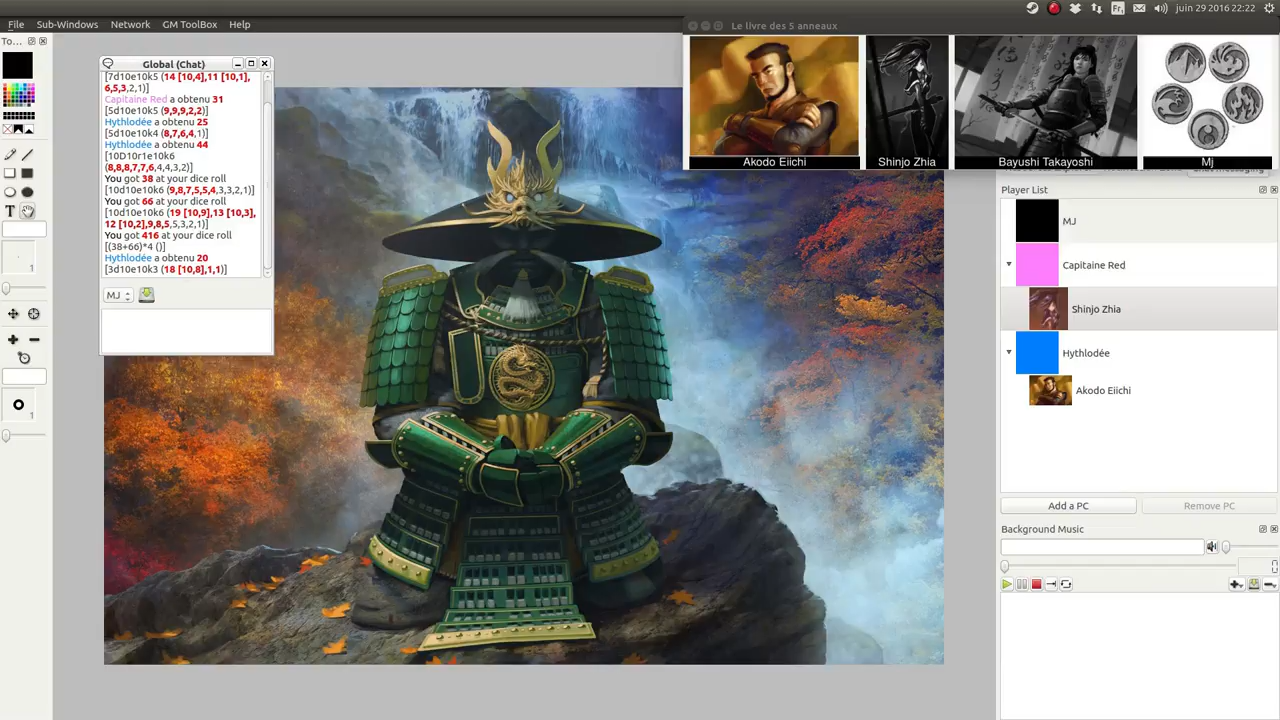 Le livre des 5 anneaux
Fr
juin 29 2016 22:22
File Sub-Windows Network GM ToolBox Help
To...
Global (Chat)
[7d10e10k5 (14 [10,4],11 [10,1],
6,5,3,2,1)]
Capitaine Red a obtenu 31
[5d10e10k5 (9,9,9,2,2)]
Hythlodée a obtenu 25
[5d10e10k4 (8,7,6,4,1)]
Hythlodée a obtenu 44
[10D10r1e10k6
(8,8,8,7,7,6,4,4,3,2)]
You got 38 at your dice roll
[10d10e10k6 (9,8,7,5,5,4,3,3,2,1)]
You got 66 at your dice roll
[10d10e10k6 (19 [10,9],13 [10,3],
12 [10,2],9,8,5,5,3,2,1)]
You got 416 at your dice roll
[(38+66)*4 ()]
Hythlodée a obtenu 20
[3d10e10k3 (18 [10,8],1,1)]
MJ
T
1
1
Akodo Eiichi
Shinjo Zhia
Bayushi Takayoshi
Mj
Player List
MJ
Capitaine Red
Shinjo Zhia
Hythlodée
Akodo Eiichi
Add a PC
Remove PC
Background Music